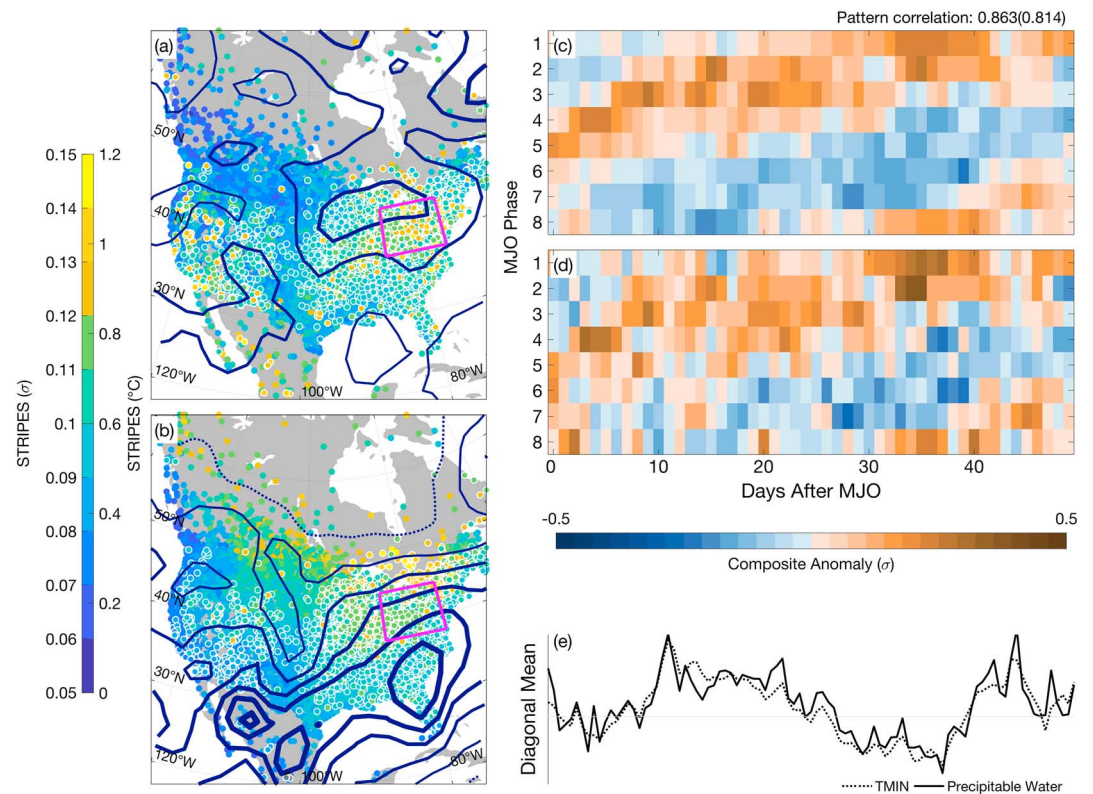 Pattern correlation: 0.863(0.814)
(a)
50°N
40°N
30°N
120°W
100°W
80°W
0.15
0.14
0.13
0.12
0.11
0.1
0.09
0.08
0.07
0.06
0.05
STRIPES (σ)
1.2
1
0.8
0.6
0.4
0.2
0
STRIPES (°C)
(b)
50°N
40°N
30°N
120°W
100°W
80°W
(c)
1
2
3
4
5
6
7
8
MJO Phase
(d)
1
2
3
4
5
6
7
8
0 10 20 30 40
Days After MJO
-0.5 0.5
Composite Anomaly (σ)
(e)
Diagonal Mean
TMIN Precipitable Water